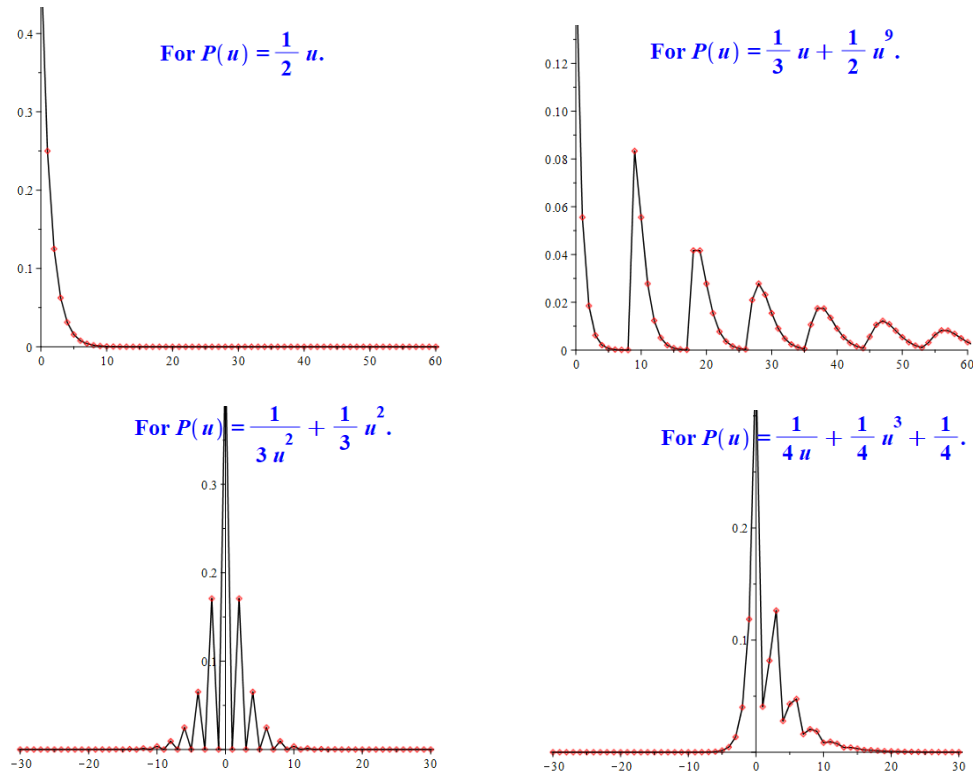 For P(u) = 1/2 u.
0.4
0.3
0.2
0.1
0
0 10 20 30 40 50 60
For P(u) = 1/3 u + 1/2 u^9.
0.12
0.10
0.08
0.06
0.04
0.02
0
0 10 20 30 40 50 60
For P(u) = 1/(3 u^2) + 1/3 u^2.
0.3
0.2
0.1
−30 −20 −10 0 10 20 30
For P(u) = 1/(4 u) + 1/4 u^3 + 1/4.
0.2
0.1
−30 −20 −10 0 10 20 30